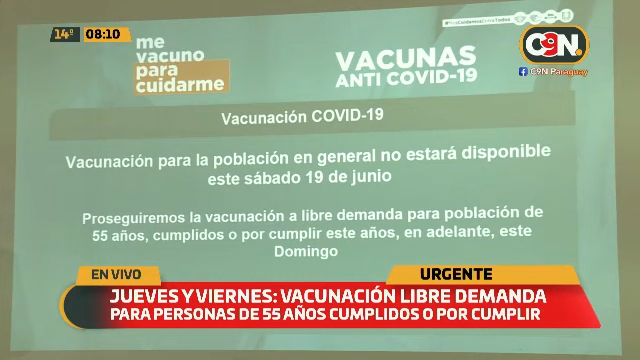 14°
08:10
me
vacuno
para
cuidarme
VACUNAS
ANTI COVID-19
C9N
C9N Paraguay
Vacunación COVID-19
Vacunación para la población en general no estará disponible
este sábado 19 de junio
Proseguiremos la vacunación a libre demanda para población de
55 años, cumplidos o por cumplir este años, en adelante, este
Domingo
EN VIVO
URGENTE
JUEVES Y VIERNES: VACUNACIÓN LIBRE DEMANDA
PARA PERSONAS DE 55 AÑOS CUMPLIDOS O POR CUMPLIR